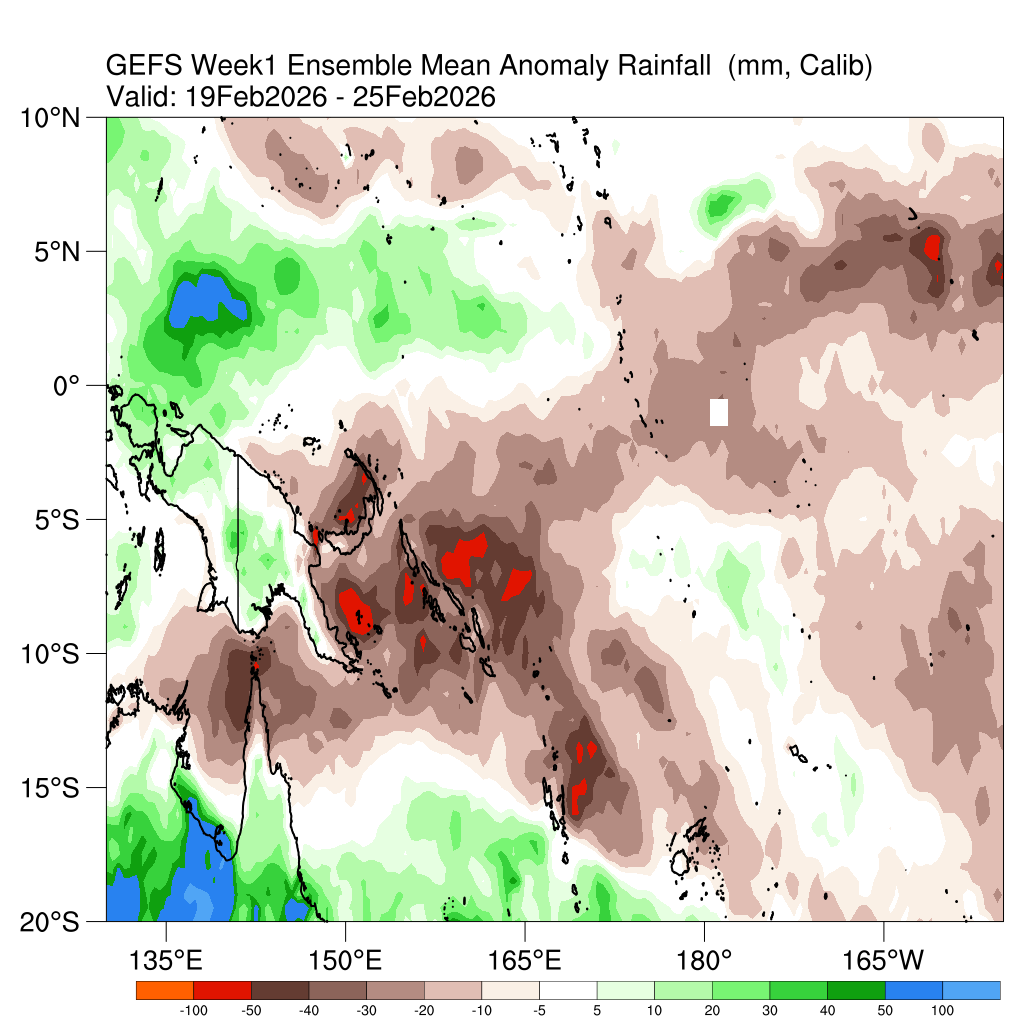 GEFS Week1 Ensemble Mean Anomaly Rainfall (mm, Calib)
Valid: 19Feb2026 - 25Feb2026
10°N
5°N
0°
5°S
10°S
15°S
20°S
135°E 150°E 165°E 180° 165°W
-100 -50 -40 -30 -20 -10 -5 5 10 20 30 40 50 100